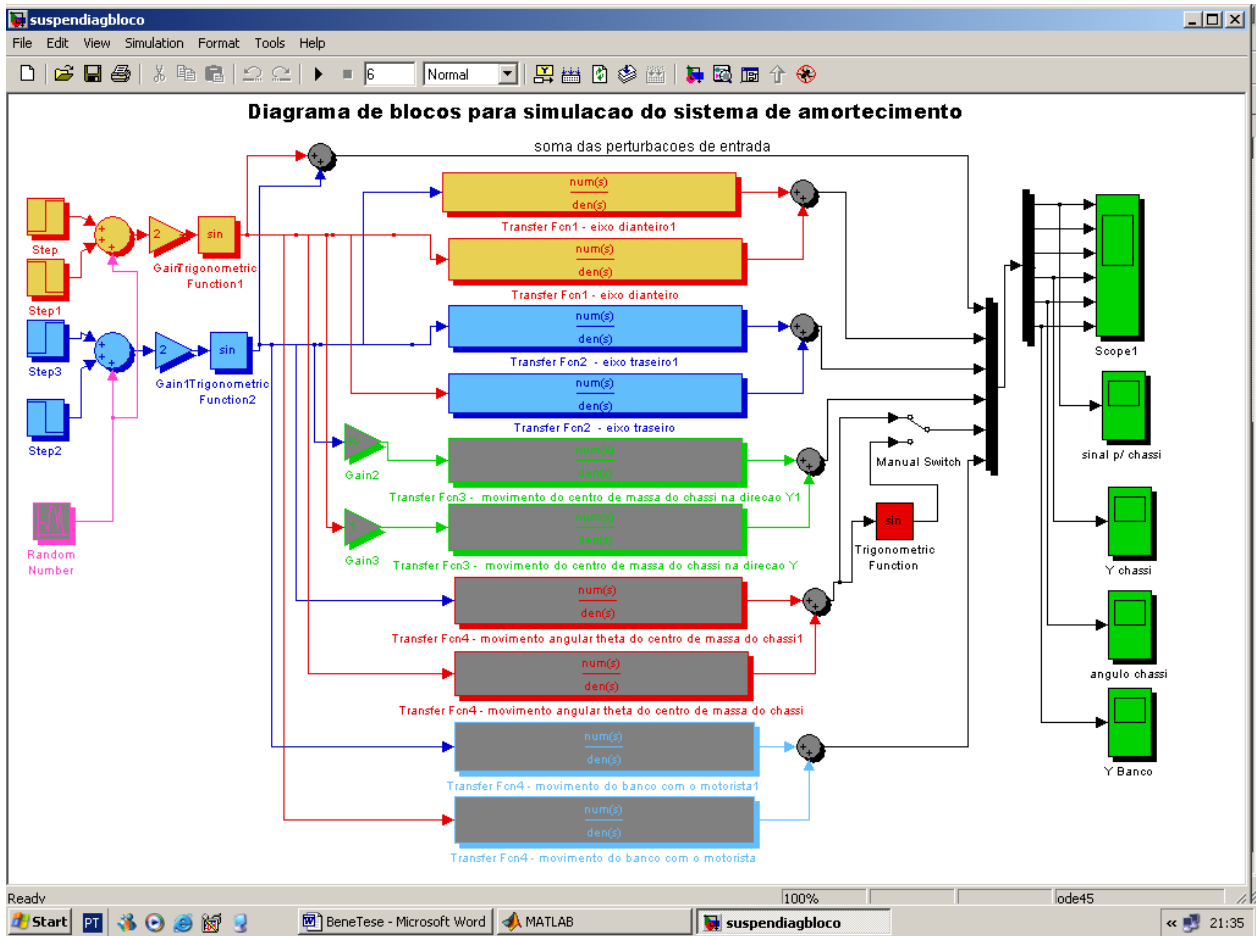 suspendiagbloco
File Edit View Simulation Format Tools Help
6 Normal
Diagrama de blocos para simulacao do sistema de amortecimento
soma das perturbacoes de entrada
num(s)
den(s)
Transfer Fcn1 - eixo dianteiro1
Step
2
sin
Gain
Trigonometric
Function1
num(s)
den(s)
Transfer Fcn1 - eixo dianteiro
Step1
num(s)
den(s)
Transfer Fcn2 - eixo traseiro1
Step3
2
sin
Gain1
Trigonometric
Function2
Scope1
num(s)
den(s)
Transfer Fcn2 - eixo traseiro
Step2
Gain2
num(s)
den(s)
Transfer Fcn3 - movimento do centro de massa do chassi na direcao Y1
Manual Switch
sinal p/ chassi
Random
Number
Gain3
num(s)
den(s)
Transfer Fcn3 - movimento do centro de massa do chassi na direcao Y
sin
Trigonometric
Function
Y chassi
num(s)
den(s)
Transfer Fcn4 - movimento angular theta do centro de massa do chassi1
num(s)
den(s)
Transfer Fcn4 - movimento angular theta do centro de massa do chassi
angulo chassi
num(s)
den(s)
Transfer Fcn4 - movimento do banco com o motorista1
Y Banco
num(s)
den(s)
Transfer Fcn4 - movimento do banco com o motorista
Ready 100% ode45
Start PT BeneTese - Microsoft Word MATLAB suspendiagbloco « 21:35